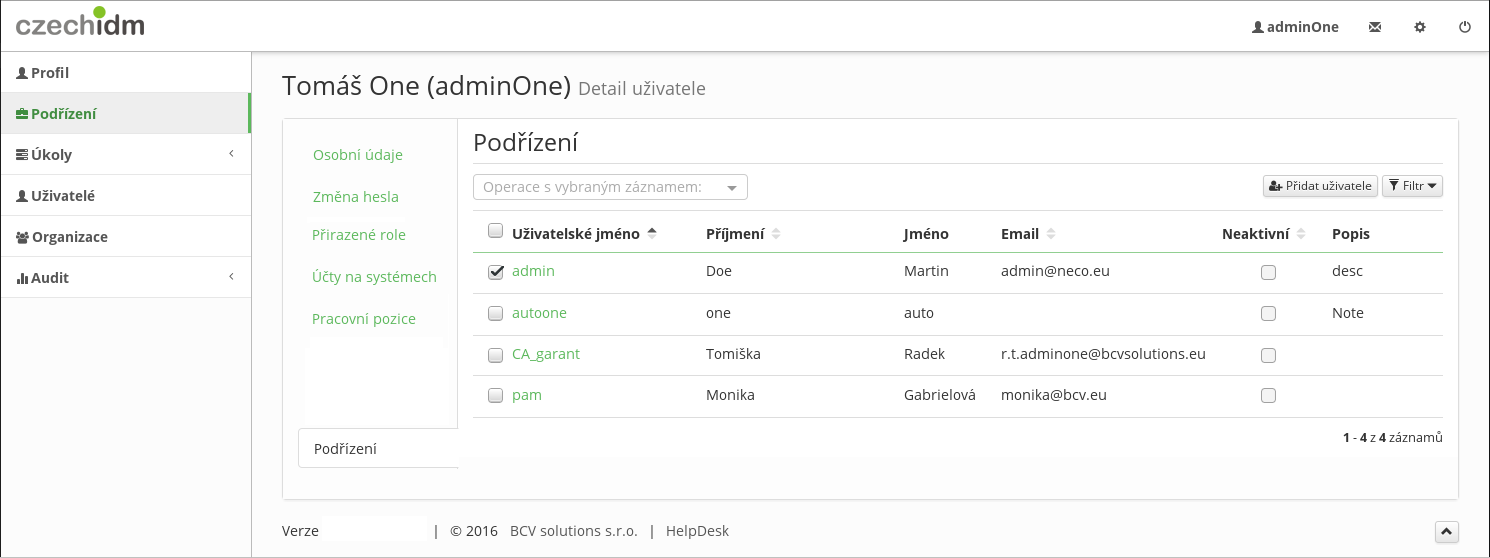 czechidm
adminOne
Profil
Podřízení
Úkoly
Uživatelé
Organizace
Audit
Tomáš One (adminOne) Detail uživatele
Osobní údaje
Změna hesla
Přirazené role
Účty na systémech
Pracovní pozice
Podřízení
Podřízení
Operace s vybraným záznamem:
Přidat uživatele Filtr
Uživatelské jméno Příjmení Jméno Email Neaktivní Popis
admin Doe Martin admin@neco.eu desc
autoone one auto Note
CA_garant Tomiška Radek r.t.adminone@bcvsolutions.eu
pam Monika Gabrielová monika@bcv.eu
1 - 4 z 4 záznamů
Verze | © 2016 BCV solutions s.r.o. | HelpDesk